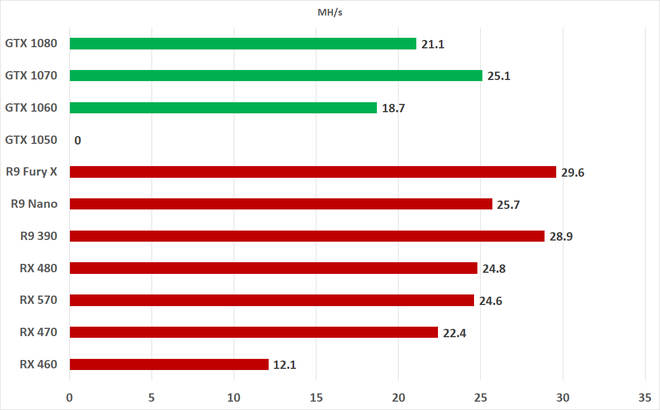 MH/s
GTX 1080 21.1
GTX 1070 25.1
GTX 1060 18.7
GTX 1050 0
R9 Fury X 29.6
R9 Nano 25.7
R9 390 28.9
RX 480 24.8
RX 570 24.6
RX 470 22.4
RX 460 12.1
0 5 10 15 20 25 30 35